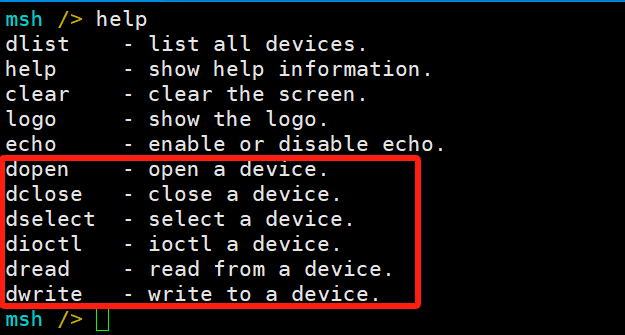 msh /> help
dlist    - list all devices.
help     - show help information.
clear    - clear the screen.
logo     - show the logo.
echo     - enable or disable echo.
dopen    - open a device.
dclose   - close a device.
dselect  - select a device.
dioctl   - ioctl a device.
dread    - read from a device.
dwrite   - write to a device.
msh />